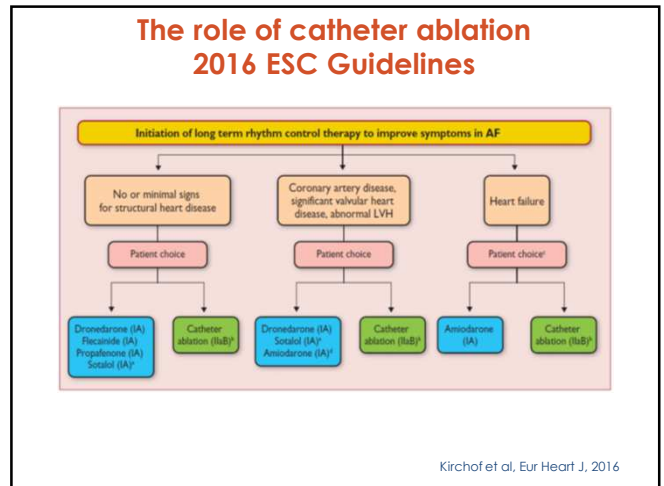 The role of catheter ablation
2016 ESC Guidelines
Initiation of long term rhythm control therapy to improve symptoms in AF
No or minimal signs
for structural heart disease
Coronary artery disease,
significant valvular heart
disease, abnormal LVH
Heart failure
Patient choice
Patient choice
Patient choiceᶜ
Dronedarone (IA)
Flecainide (IA)
Propafenone (IA)
Sotalol (IA)ᵃ
Catheter
ablation (IIaB)ᵇ
Dronedarone (IA)
Sotalol (IA)ᵃ
Amiodarone (IA)ᵈ
Catheter
ablation (IIaB)ᵇ
Amiodarone
(IA)
Catheter
ablation (IIaB)ᵇ
Kirchof et al, Eur Heart J, 2016